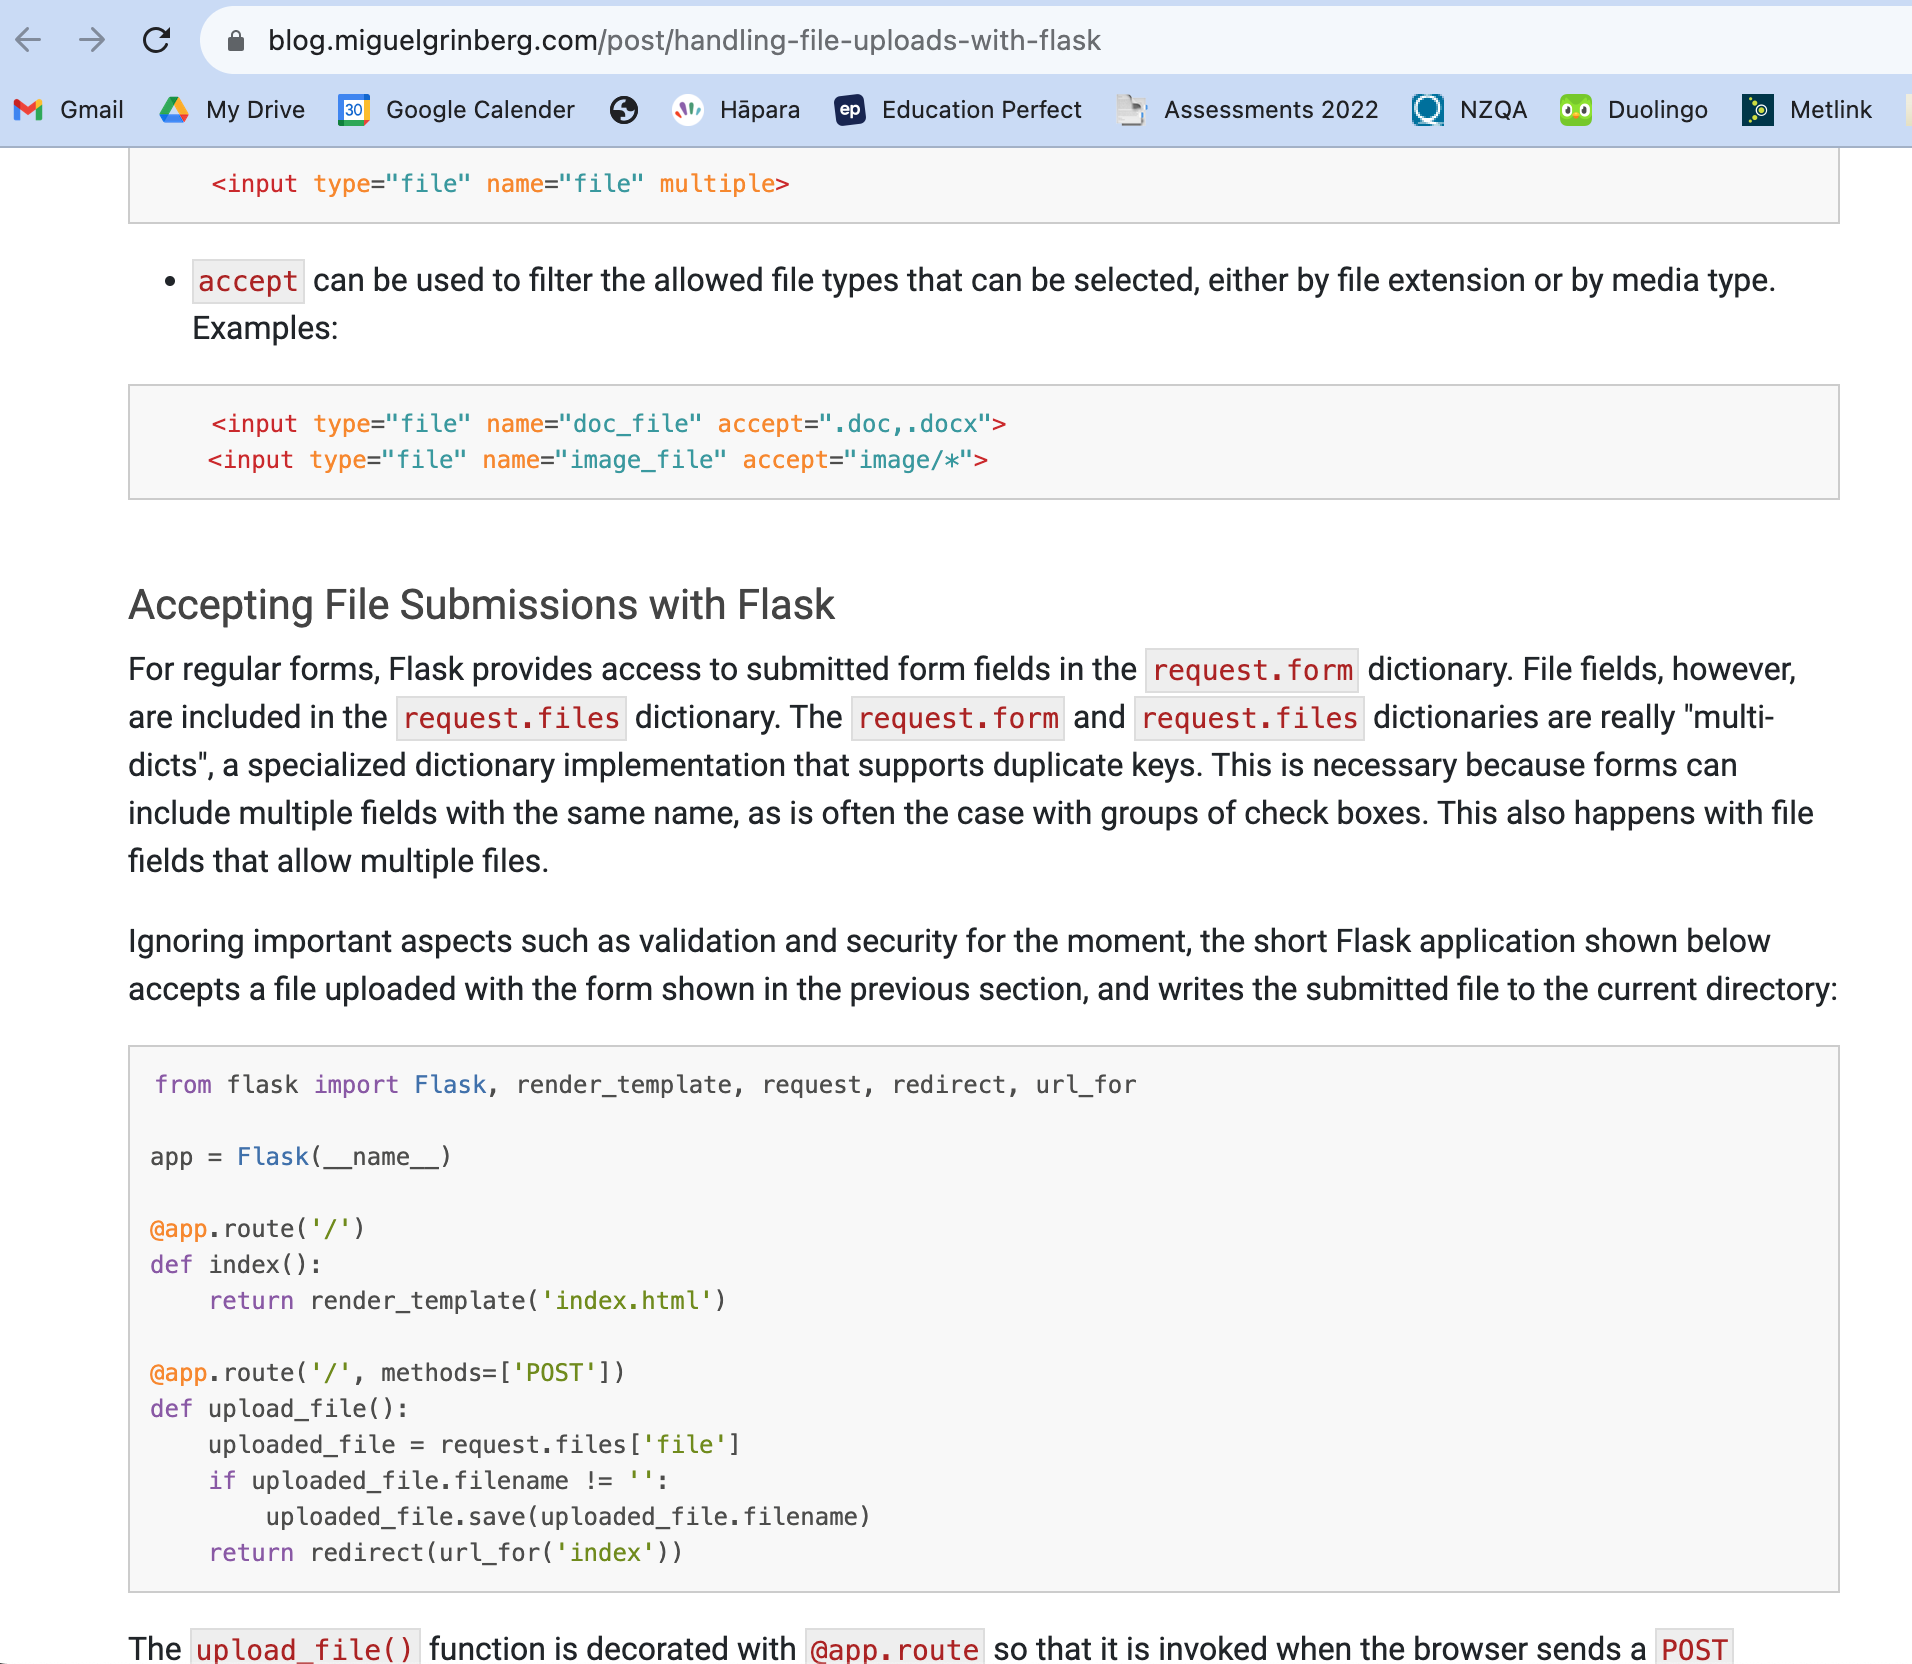 blog.miguelgrinberg.com/post/handling-file-uploads-with-flask
Gmail My Drive 30 Google Calender Hāpara ep Education Perfect Assessments 2022 NZQA Duolingo Metlink
<input type="file" name="file" multiple>
• accept can be used to filter the allowed file types that can be selected, either by file extension or by media type.
Examples:
<input type="file" name="doc_file" accept=".doc,.docx">
<input type="file" name="image_file" accept="image/*">
Accepting File Submissions with Flask
For regular forms, Flask provides access to submitted form fields in the request.form dictionary. File fields, however,
are included in the request.files dictionary. The request.form and request.files dictionaries are really "multi-
dicts", a specialized dictionary implementation that supports duplicate keys. This is necessary because forms can
include multiple fields with the same name, as is often the case with groups of check boxes. This also happens with file
fields that allow multiple files.
Ignoring important aspects such as validation and security for the moment, the short Flask application shown below
accepts a file uploaded with the form shown in the previous section, and writes the submitted file to the current directory:
from flask import Flask, render_template, request, redirect, url_for
app = Flask(__name__)
@app.route('/')
def index():
    return render_template('index.html')
@app.route('/', methods=['POST'])
def upload_file():
    uploaded_file = request.files['file']
    if uploaded_file.filename != '':
        uploaded_file.save(uploaded_file.filename)
    return redirect(url_for('index'))
The upload_file() function is decorated with @app.route so that it is invoked when the browser sends a POST